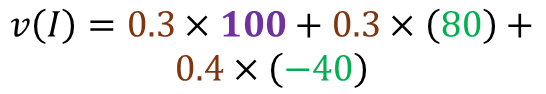 v(I) = 0.3 × 100 + 0.3 × (80) +
0.4 × (−40)